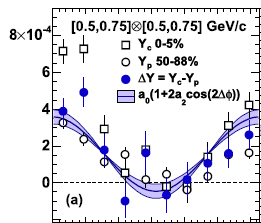 [0.5,0.75]⊗[0.5,0.75] GeV/c
8×10⁻⁴
Y_c 0-5%
Y_p 50-88%
6
ΔY = Y_c-Y_p
a_0(1+2a_2cos(2Δϕ))
4
2
0
(a)